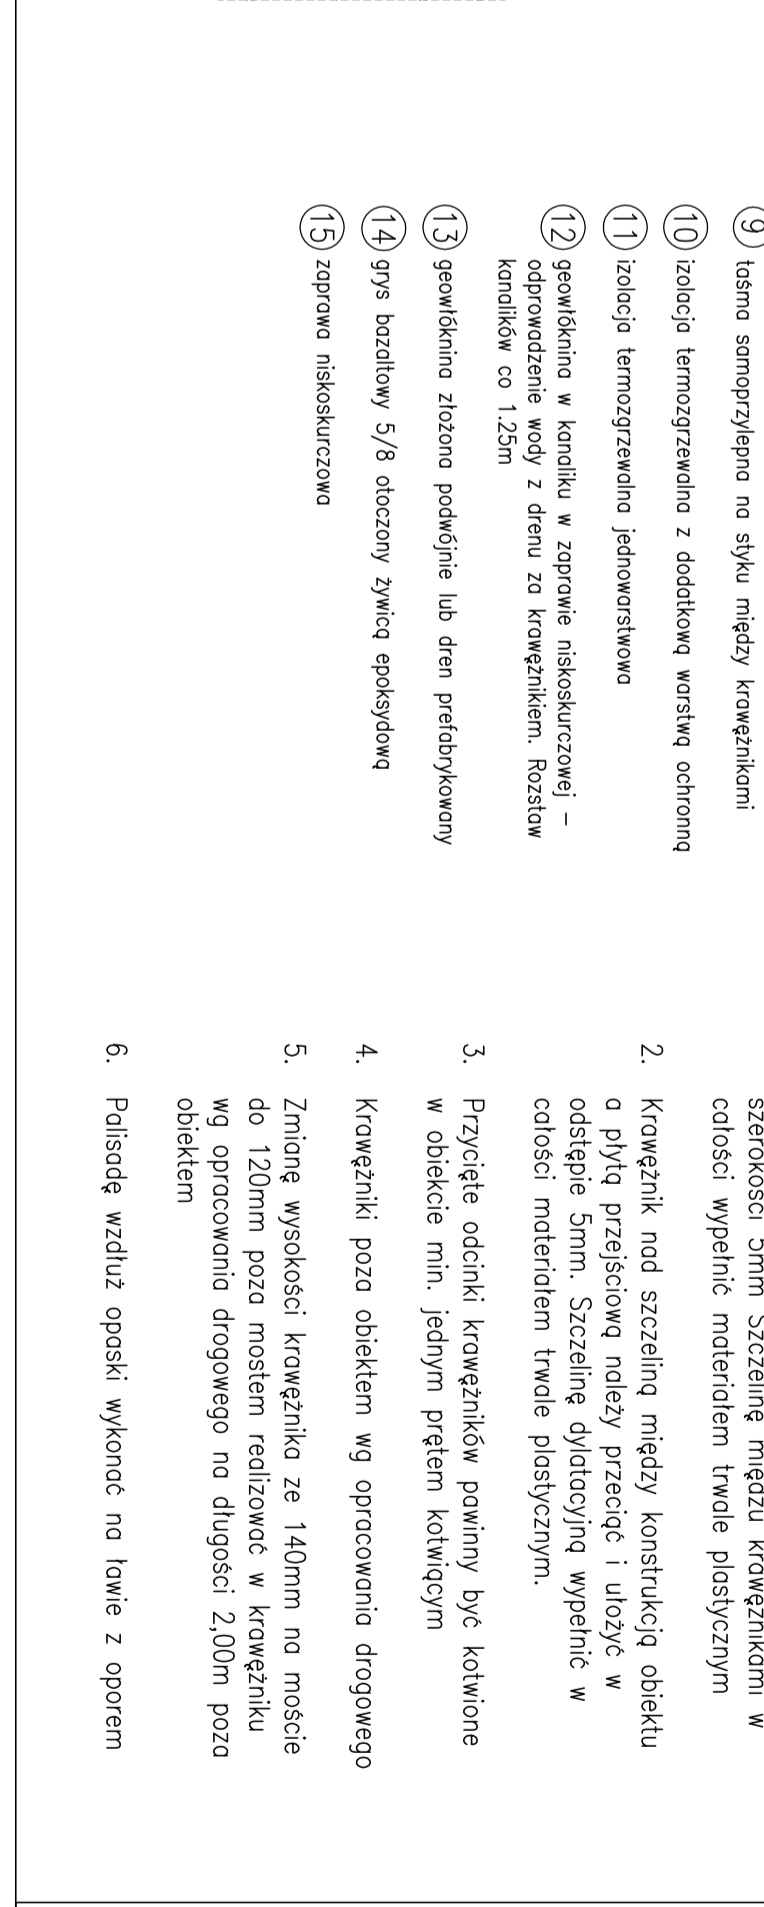 9 taśma samoprzylepna na styku między krawężnikami
10 izolacja termozgrzewalna z dodatkową warstwą ochronną
11 izolacja termozgrzewalna jednowarstwowa
12 geowłóknina w kanaliku w zaprawie niskoskurczowej –
odprowadzenie wody z drenu za krawężnikiem. Rozstaw
kanalików co 1.25m
13 geowłóknina złożona podwójnie lub dren prefabrykowany
14 grys bazaltowy 5/8 otoczony żywicą epoksydową
15 zaprawa niskoskurczowa
szerokości 5mm Szczelinę między krawężnikami w
całości wypełnić materiałem trwale plastycznym
2. Krawężnik nad szczeliną między konstrukcją obiektu
a płytą przejściową należy przeciąć i ułożyć w
odstępie 5mm. Szczelinę dylatacyjną wypełnić w
całości materiałem trwale plastycznym.
3. Przycięte odcinki krawężników pawinny być kotwione
w obiekcie min. jednym prętem kotwiącym
4. Krawężniki poza obiektem wg opracowania drogowego
5. Zmianę wysokości krawężnika ze 140mm na moście
do 120mm poza mostem realizować w krawężniku
wg opracowania drogowego na długości 2,00m poza
obiektem
6. Palisadę wzdłuż opaski wykonać na ławie z oporem